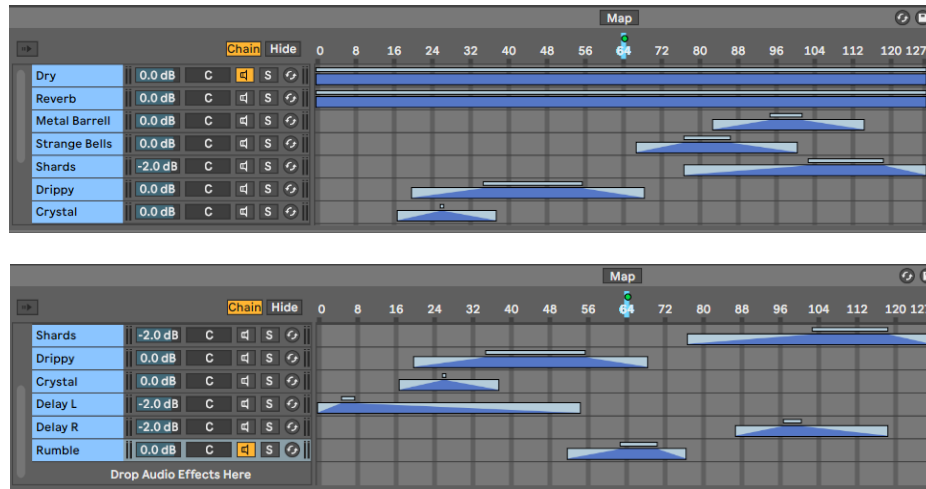 Map
Chain Hide 0 8 16 24 32 40 48 56 64 72 80 88 96 104 112 120 127
Dry 0.0 dB C S
Reverb 0.0 dB C S
Metal Barrell 0.0 dB C S
Strange Bells 0.0 dB C S
Shards -2.0 dB C S
Drippy 0.0 dB C S
Crystal 0.0 dB C S
Map
Chain Hide 0 8 16 24 32 40 48 56 64 72 80 88 96 104 112 120 127
Shards -2.0 dB C S
Drippy 0.0 dB C S
Crystal 0.0 dB C S
Delay L -2.0 dB C S
Delay R -2.0 dB C S
Rumble 0.0 dB C S
Drop Audio Effects Here